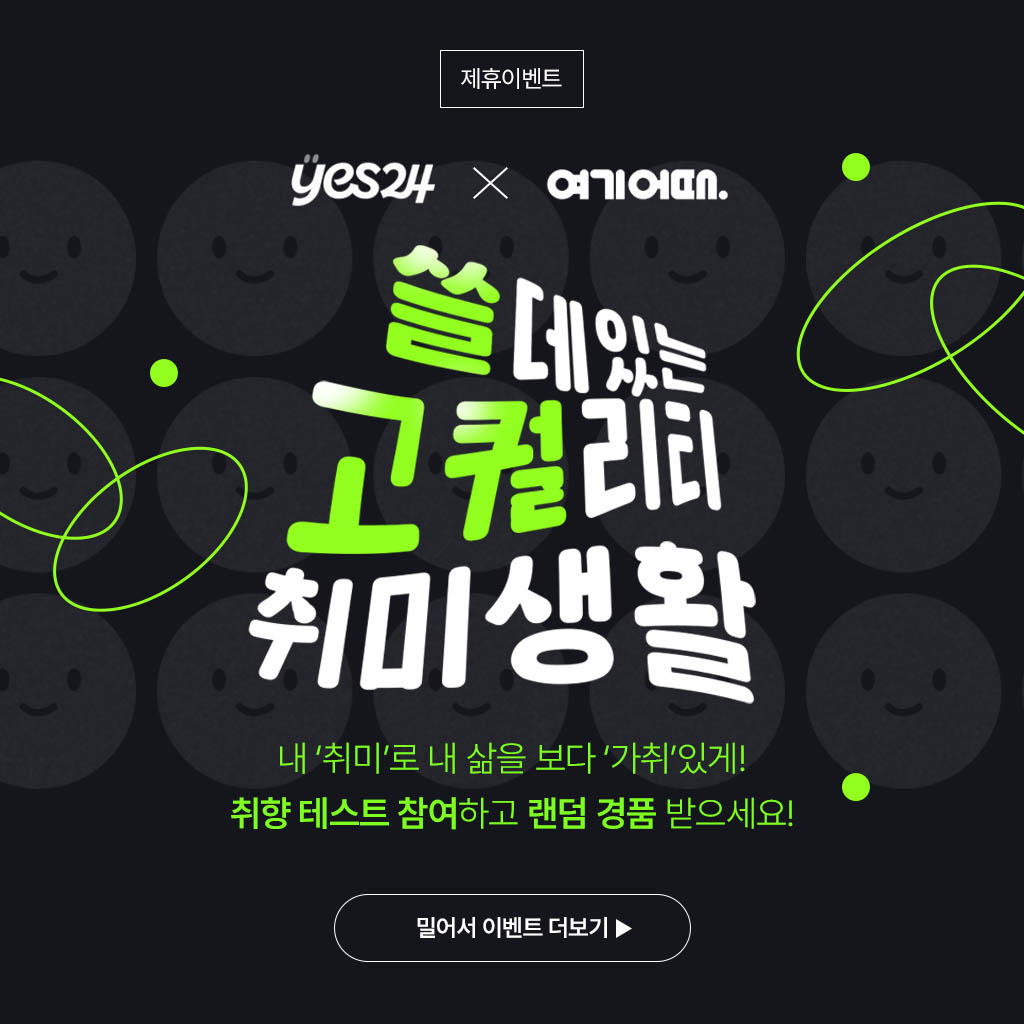 제휴이벤트
yes24 × 여기어때.
쓸데있는
고퀄리티
취미생활
내 ‘취미’로 내 삶을 보다 ‘가취’있게!
취향 테스트 참여하고 랜덤 경품 받으세요!
밀어서 이벤트 더보기 ▶